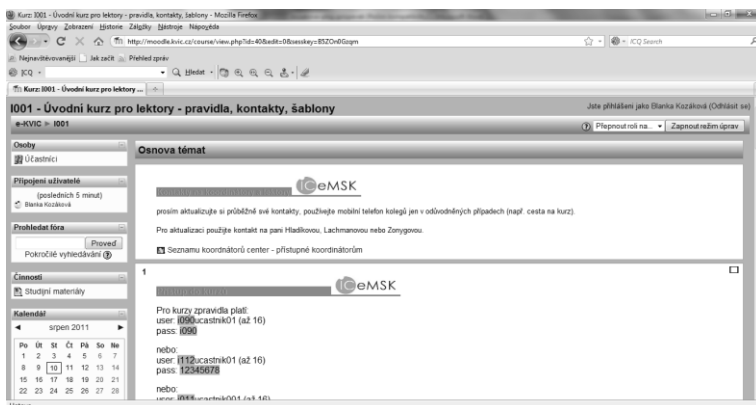 Kurz: I001 - Úvodní kurz pro lektory - pravidla, kontakty, šablony - Mozilla Firefox
Soubor Úpravy Zobrazení Historie Záložky Nástroje Nápověda
http://moodle.kvic.cz/course/view.php?id=40&edit=0&sesskey=85ZOn0Gzqm
ICQ Search
Nejnavštěvovanější Jak začít Přehled zpráv
ICQ
Hledat
Kurz: I001 - Úvodní kurz pro lektory ...
I001 - Úvodní kurz pro lektory - pravidla, kontakty, šablony
Jste přihlášeni jako Blanka Kozáková (Odhlásit se)
e-KVIC ► I001
Přepnout roli na...
Zapnout režim úprav
Osoby
Účastníci
Připojení uživatelé
(posledních 5 minut)
Blanka Kozáková
Prohledat fóra
Proveď
Pokročilé vyhledávání
Činnosti
Studijní materiály
Kalendář
◄ srpen 2011 ►
Po Út St Čt Pá So Ne
1 2 3 4 5 6 7
8 9 10 11 12 13 14
15 16 17 18 19 20 21
22 23 24 25 26 27 28
Osnova témat
ICeMSK
prosím aktualizujte si průběžně své kontakty, používejte mobilní telefon kolegů jen v odůvodněných případech (např. cesta na kurz).
Pro aktualizaci použijte kontakt na paní Hladíkovou, Lachmanovou nebo Zonygovou.
Seznamu koordnátorů center - přístupné koordinátorům
1
ICeMSK
Pro kurzy zpravidla platí:
user: i090ucastnik01 (až 16)
pass: i090
nebo:
user: i112ucastnik01 (až 16)
pass: 12345678
nebo:
user: i011ucastnik001 (až 16)